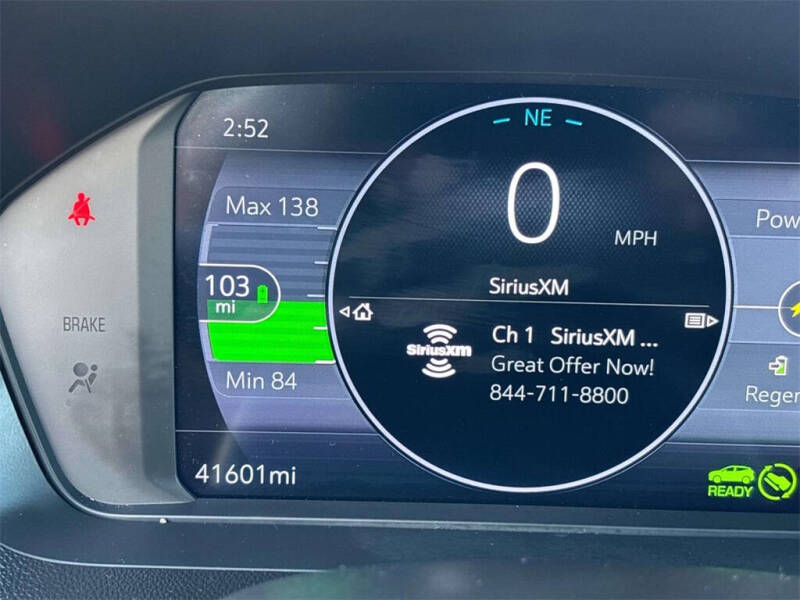 2:52
NE
0
MPH
Max 138
103
mi
Min 84
BRAKE
SiriusXM
SiriusXM
Ch 1 SiriusXM ...
Great Offer Now!
844-711-8800
Pow
Regen
41601mi
READY